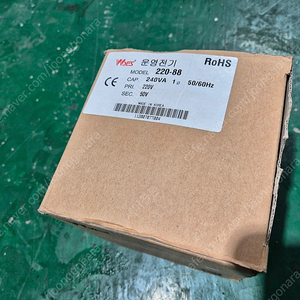 운영전기
RoHS
MODEL 220-88
CAP. 240VA 1ø 50/60Hz
PRI. 220V
SEC. 50V
MADE IN KOREA